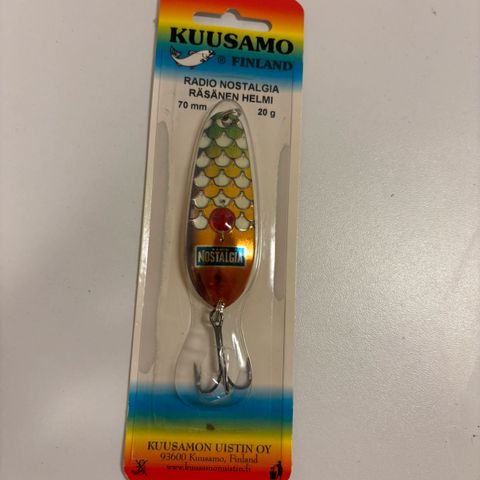 KUUSAMO
® FINLAND
RADIO NOSTALGIA
RÄSÄNEN HELMI
70 mm 20 g
NOSTALGIA
KUUSAMON UISTIN OY
93600 Kuusamo, Finland
www.kuusamonuistin.fi